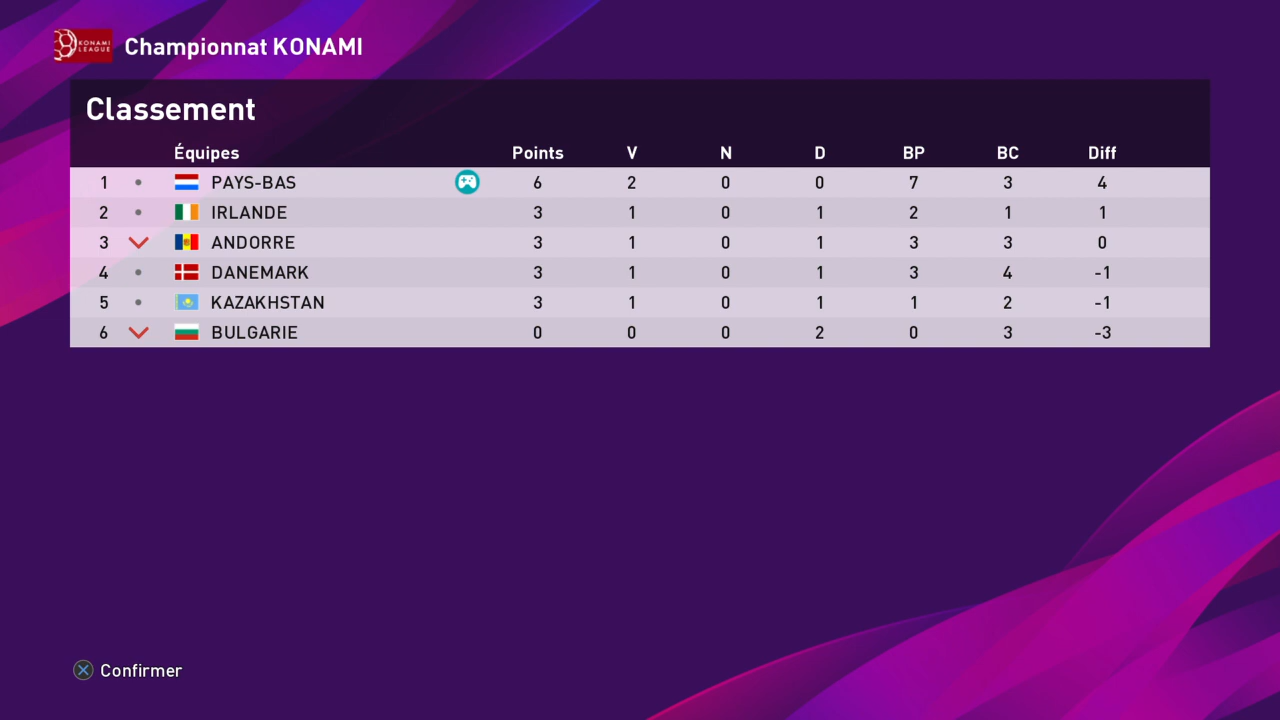 KONAMI
LEAGUE
Championnat KONAMI
Classement
Équipes Points V N D BP BC Diff
1 PAYS-BAS 6 2 0 0 7 3 4
2 IRLANDE 3 1 0 1 2 1 1
3 ANDORRE 3 1 0 1 3 3 0
4 DANEMARK 3 1 0 1 3 4 -1
5 KAZAKHSTAN 3 1 0 1 1 2 -1
6 BULGARIE 0 0 0 2 0 3 -3
Confirmer